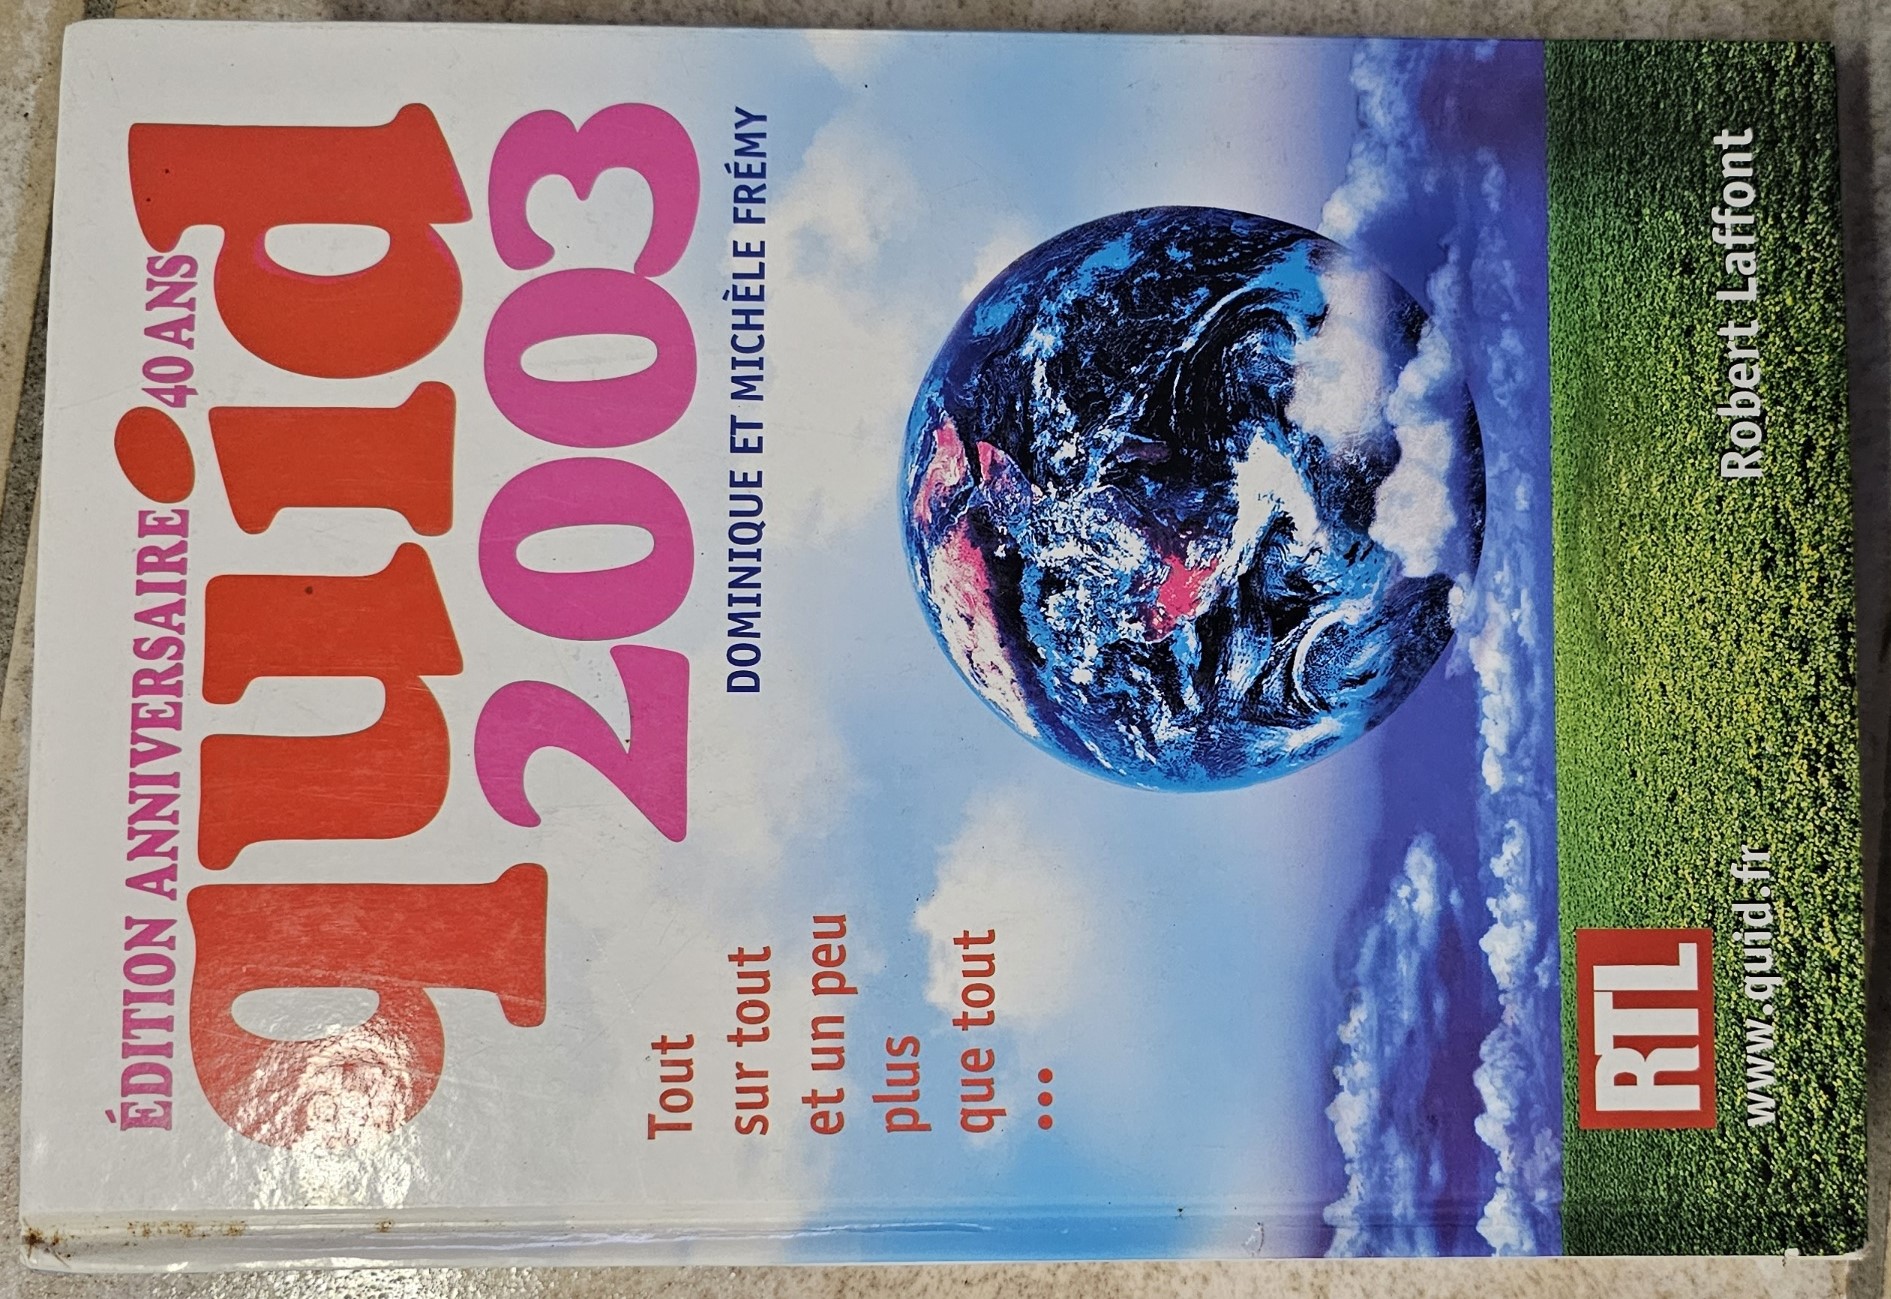 ÉDITION ANNIVERSAIRE 40 ANS
quid
2003
DOMINIQUE ET MICHÈLE FRÉMY
Tout
sur tout
et un peu
plus
que tout
...
RTL
www.quid.fr
Robert Laffont